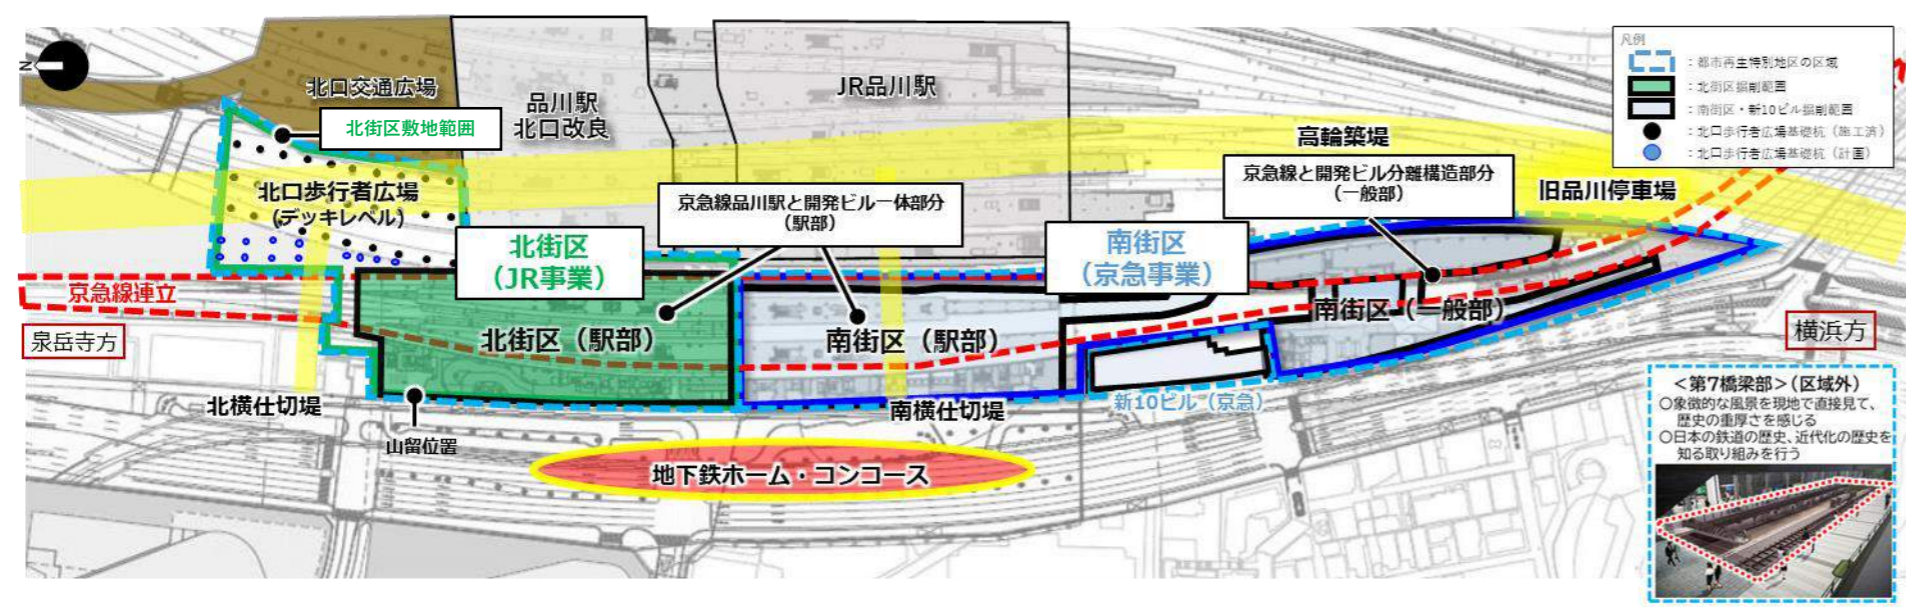 N
北口交通広場
北街区敷地範囲
品川駅
北口改良
JR品川駅
高輪築堤
凡例
：都市再生特別地区の区域
：北街区掘削範囲
：南街区・新10ビル掘削範囲
：北口歩行者広場基礎杭（施工済）
：北口歩行者広場基礎杭（計画）
北口歩行者広場
（デッキレベル）
京急線品川駅と開発ビル一体部分
（駅部）
京急線と開発ビル分離構造部分
（一般部）
旧品川停車場
北街区
（JR事業）
南街区
（京急事業）
京急線連立
泉岳寺方
北街区（駅部）
南街区（駅部）
南街区（一般部）
横浜方
北横仕切堤
山留位置
南横仕切堤
新10ビル（京急）
地下鉄ホーム・コンコース
＜第7橋梁部＞（区域外）
〇象徴的な風景を現地で直接見て、
歴史の重厚さを感じる
〇日本の鉄道の歴史、近代化の歴史を
知る取り組みを行う